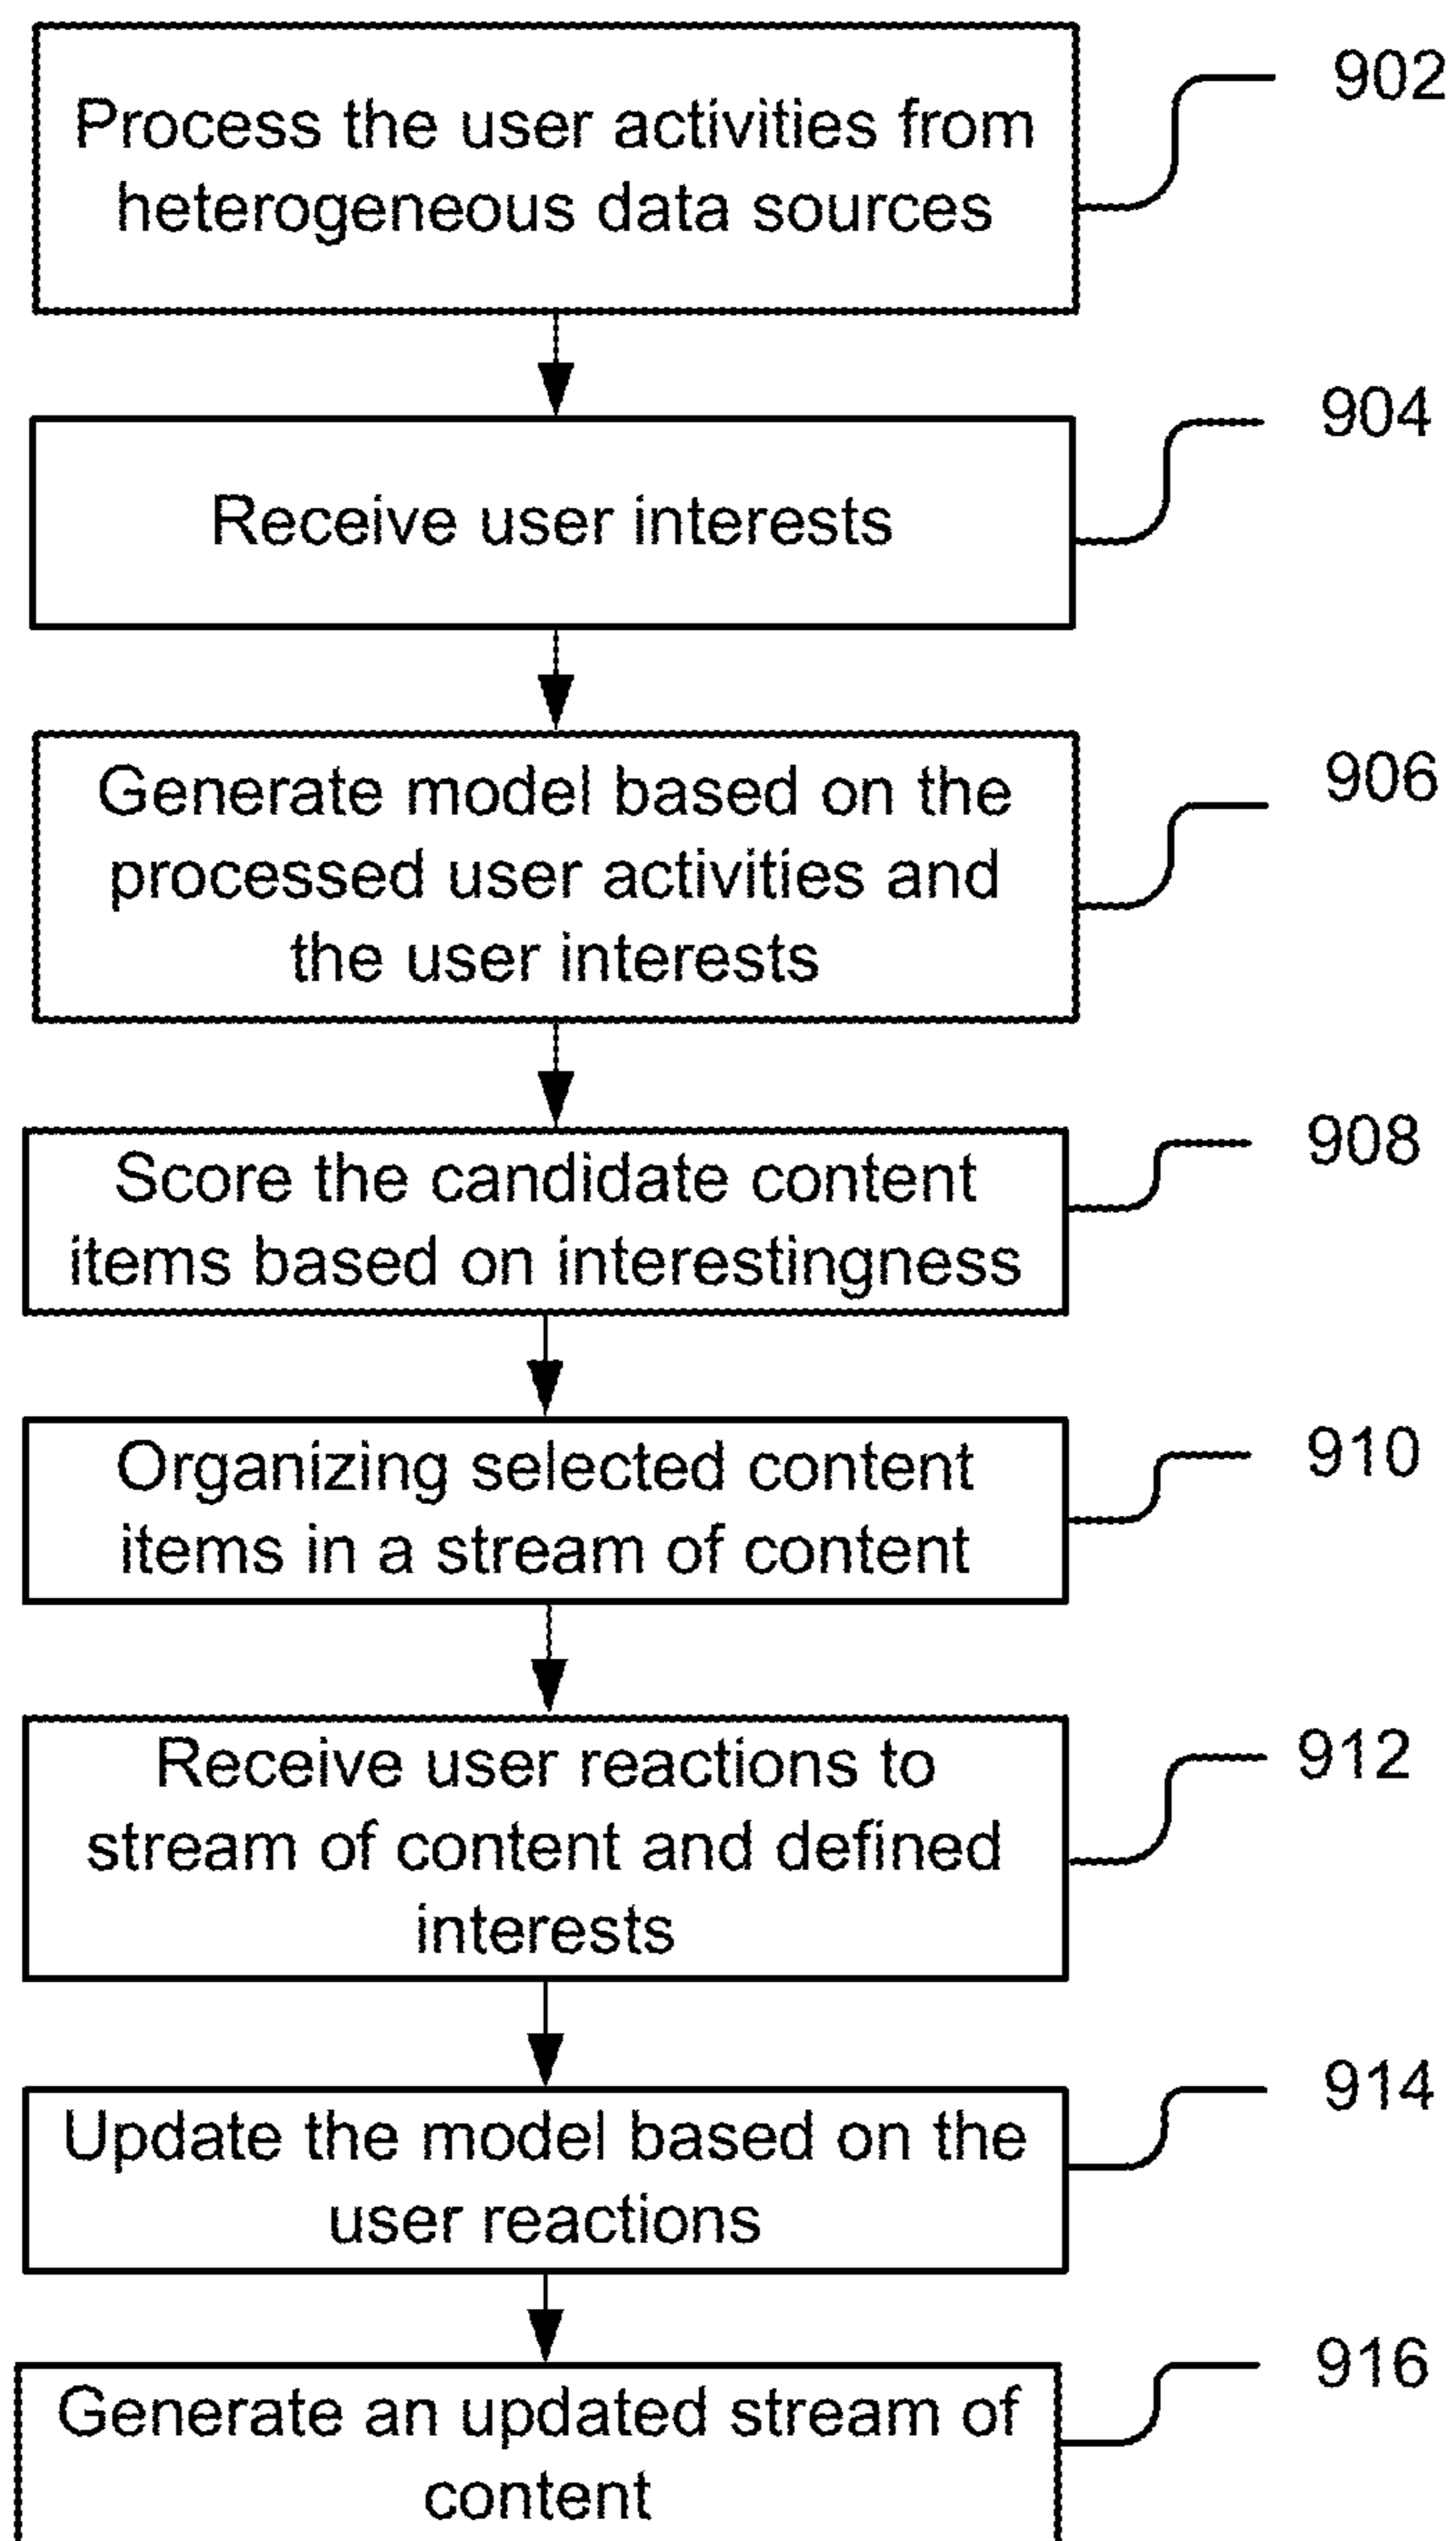 Process the user activities from
heterogeneous data sources
902
Receive user interests
904
Generate model based on the
processed user activities and
the user interests
906
Score the candidate content
items based on interestingness
908
Organizing selected content
items in a stream of content
910
Receive user reactions to
stream of content and defined
interests
912
Update the model based on the
user reactions
914
Generate an updated stream of
content
916